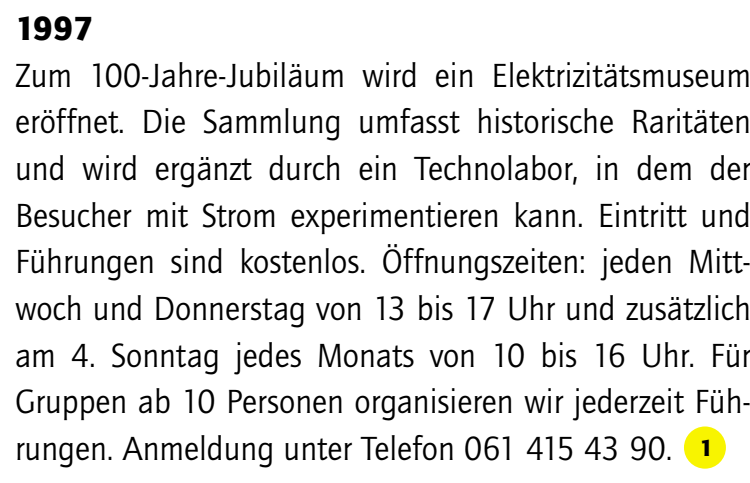 1997
Zum 100-Jahre-Jubiläum wird ein Elektrizitätsmuseum
eröffnet. Die Sammlung umfasst historische Raritäten
und wird ergänzt durch ein Technolabor, in dem der
Besucher mit Strom experimentieren kann. Eintritt und
Führungen sind kostenlos. Öffnungszeiten: jeden Mitt-
woch und Donnerstag von 13 bis 17 Uhr und zusätzlich
am 4. Sonntag jedes Monats von 10 bis 16 Uhr. Für
Gruppen ab 10 Personen organisieren wir jederzeit Füh-
rungen. Anmeldung unter Telefon 061 415 43 90. 1